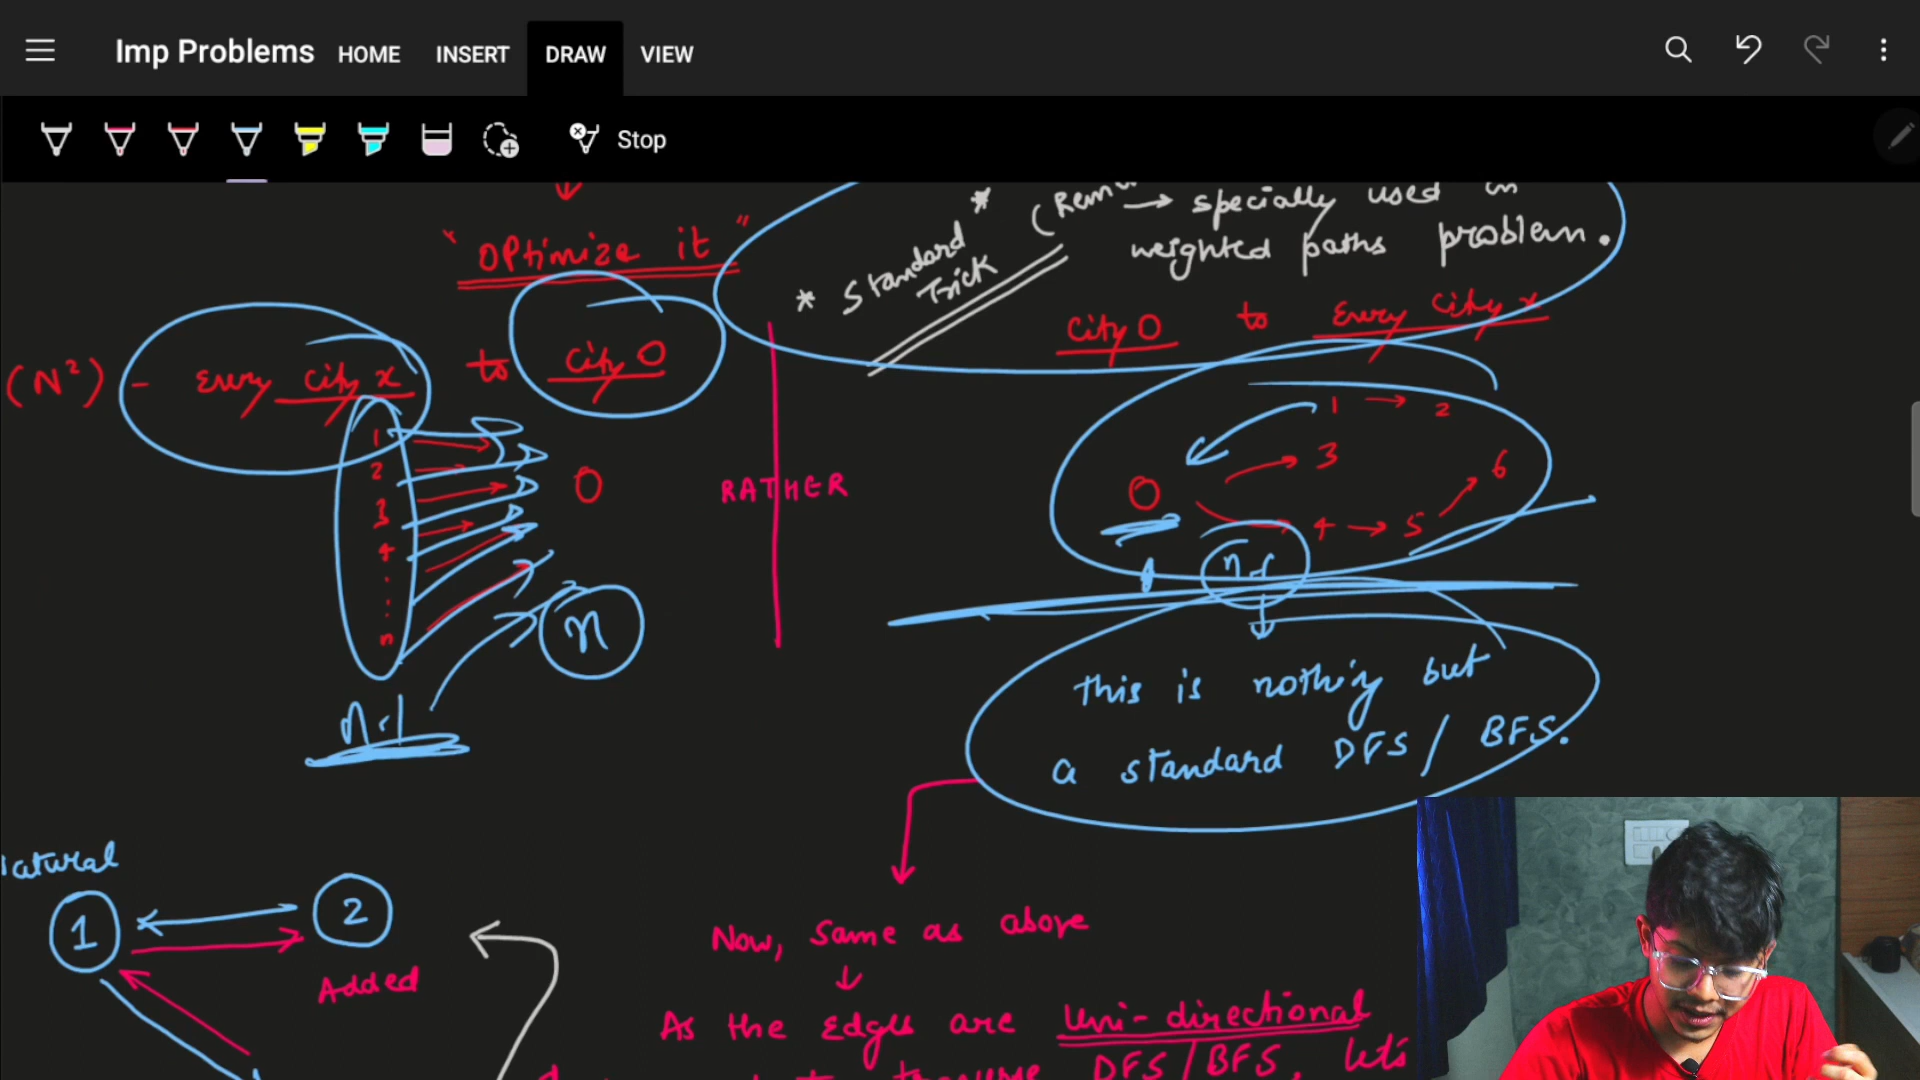 Imp Problems HOME INSERT DRAW VIEW
Stop
"Optimize it"
* Standard Trick *
→ specially used in
weighted paths problem.
(N²) - Every City x to City 0
City 0 to Every City x
1
2
3
4
n
0
n
n-1
RATHER
1 → 2
3
0
4 → 5
6
n-1
this is nothing but
a standard DFS / BFS.
1
2
Added
Now, Same as above
As the Edges are Uni-directional
DFS/BFS,